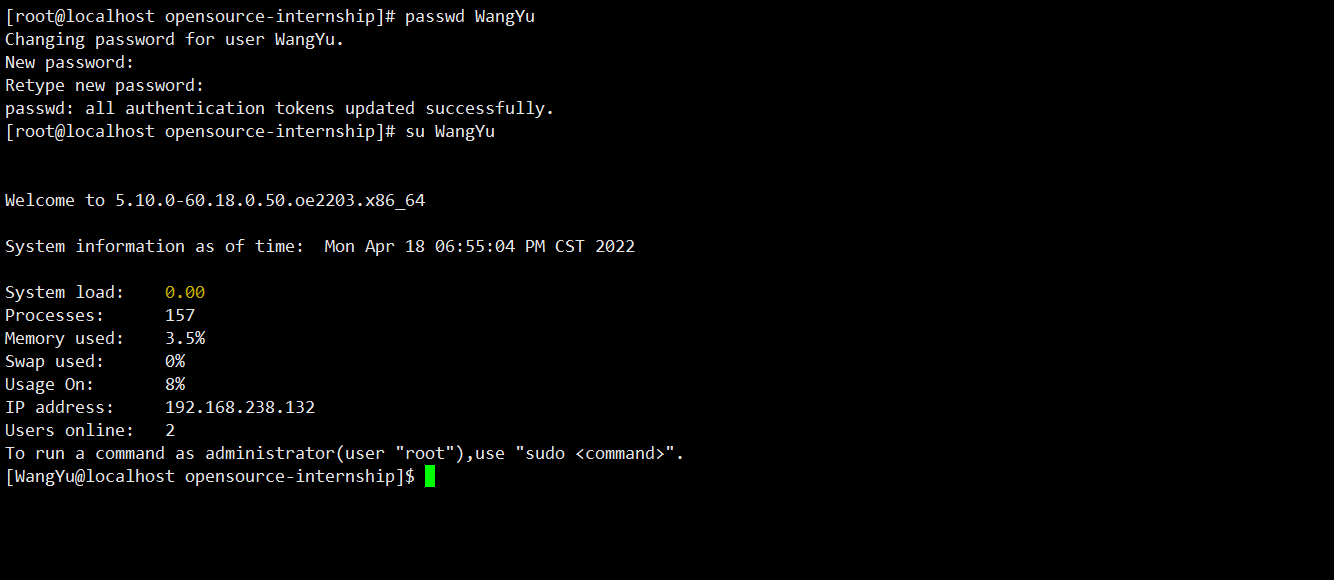 [root@localhost opensource-internship]# passwd WangYu
Changing password for user WangYu.
New password:
Retype new password:
passwd: all authentication tokens updated successfully.
[root@localhost opensource-internship]# su WangYu
Welcome to 5.10.0-60.18.0.50.oe2203.x86_64
System information as of time:  Mon Apr 18 06:55:04 PM CST 2022
System load:    0.00
Processes:      157
Memory used:    3.5%
Swap used:      0%
Usage On:       8%
IP address:     192.168.238.132
Users online:   2
To run a command as administrator(user "root"),use "sudo <command>".
[WangYu@localhost opensource-internship]$